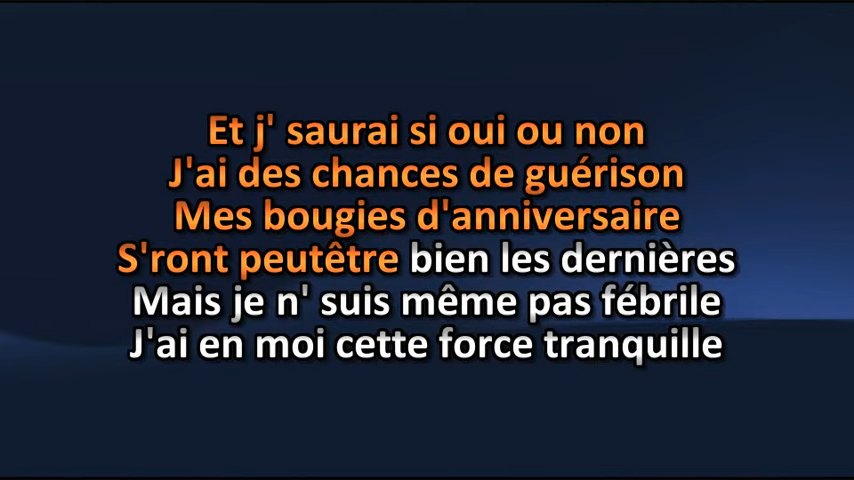 Et j' saurai si oui ou non
J'ai des chances de guérison
Mes bougies d'anniversaire
S'ront peutêtre bien les dernières
Mais je n' suis même pas fébrile
J'ai en moi cette force tranquille